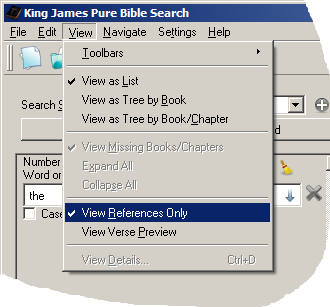 King James Pure Bible Search
File Edit View Navigate Settings Help
Toolbars
View as List
Search S
View as Tree by Book
View as Tree by Book/Chapter
d
View Missing Books/Chapters
Number
Expand All
Word or
Collapse All
the
View References Only
Case
View Verse Preview
View Details... Ctrl+D